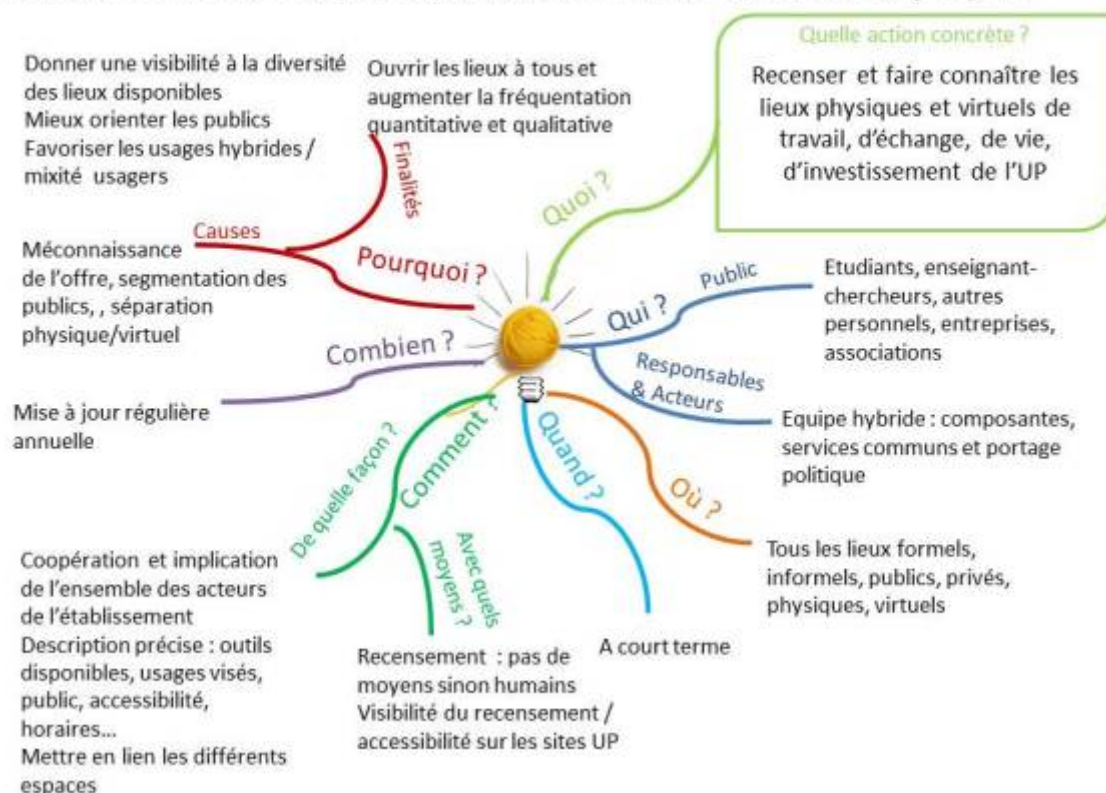 Quelle action concrète ?
Recenser et faire connaître les
lieux physiques et virtuels de
travail, d'échange, de vie,
d'investissement de l'UP
Quoi ?
Donner une visibilité à la diversité
des lieux disponibles
Mieux orienter les publics
Favoriser les usages hybrides /
mixité usagers
Ouvrir les lieux à tous et
augmenter la fréquentation
quantitative et qualitative
Finalités
Causes
Pourquoi ?
Méconnaissance
de l'offre, segmentation des
publics, , séparation
physique/virtuel
Qui ?
Public
Etudiants, enseignant-
chercheurs, autres
personnels, entreprises,
associations
Responsables
& Acteurs
Equipe hybride : composantes,
services communs et portage
politique
Combien ?
Mise à jour régulière
annuelle
Comment ?
De quelle façon ?
Coopération et implication
de l'ensemble des acteurs
de l'établissement
Description précise : outils
disponibles, usages visés,
public, accessibilité,
horaires...
Mettre en lien les différents
espaces
Avec quels
moyens ?
Recensement : pas de
moyens sinon humains
Visibilité du recensement /
accessibilité sur les sites UP
Quand ?
A court terme
Où ?
Tous les lieux formels,
informels, publics, privés,
physiques, virtuels